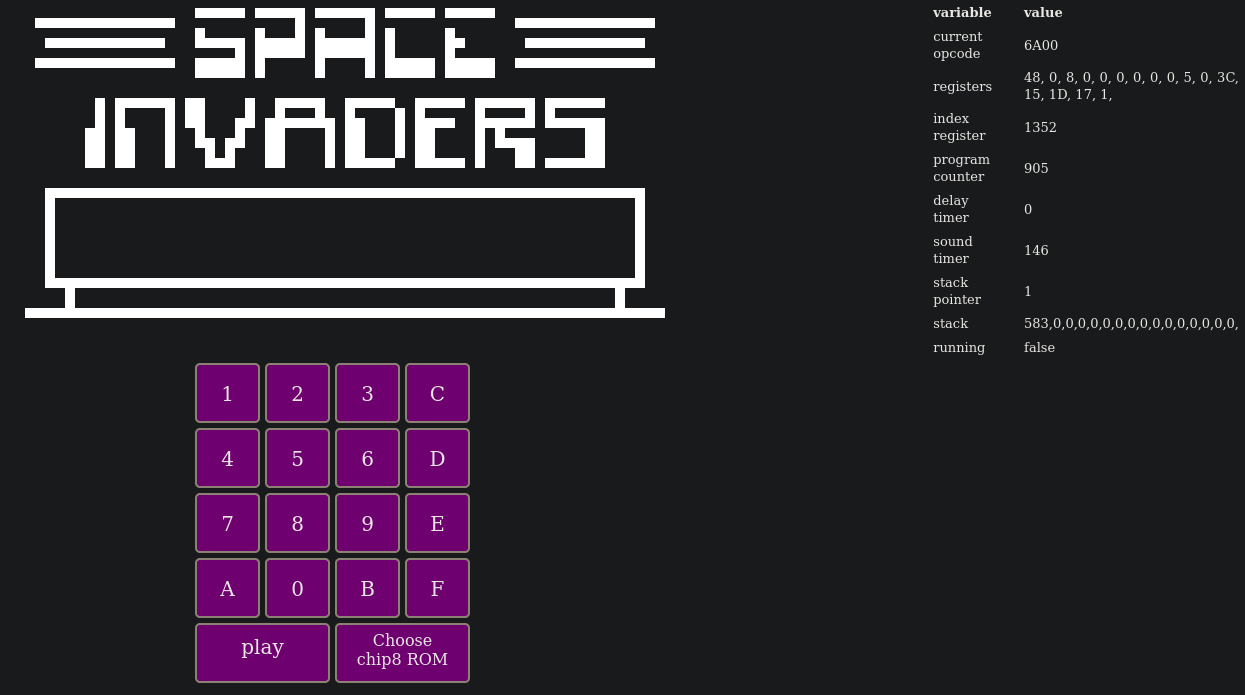 SPACE
INVADERS
1 2 3 C
4 5 6 D
7 8 9 E
A 0 B F
play
Choose
chip8 ROM
variable value
current
opcode 6A00
registers 48, 0, 8, 0, 0, 0, 0, 0, 0, 5, 0, 3C,
15, 1D, 17, 1,
index
register 1352
program
counter 905
delay
timer 0
sound
timer 146
stack
pointer 1
stack 583,0,0,0,0,0,0,0,0,0,0,0,0,0,0,0,
running false